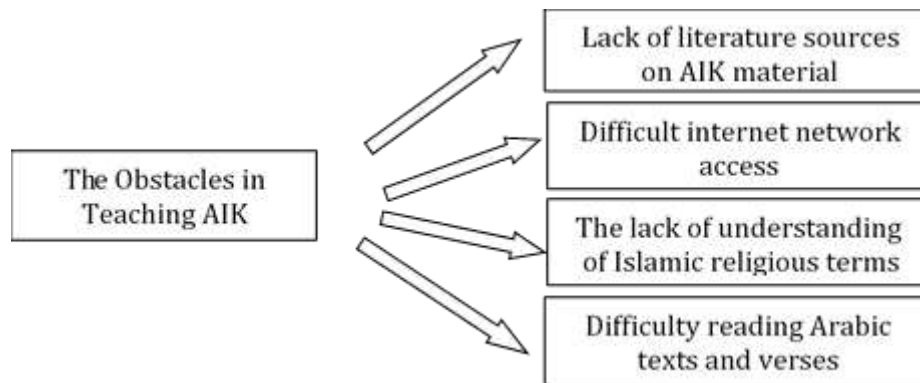 The Obstacles in
Teaching AIK
Lack of literature sources
on AIK material
Difficult internet network
access
The lack of understanding
of Islamic religious terms
Difficulty reading Arabic
texts and verses